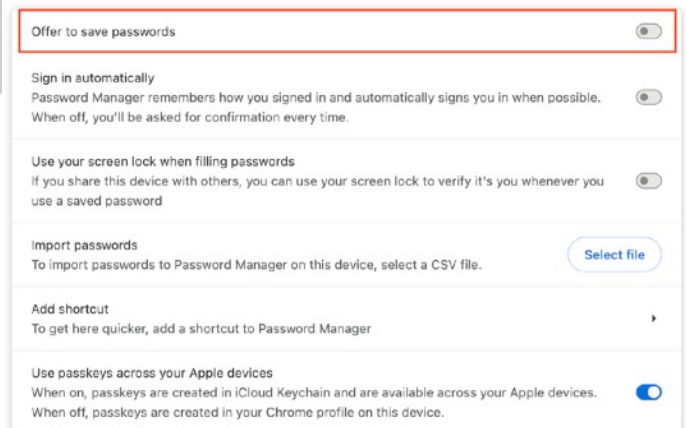 Offer to save passwords
Sign in automatically
Password Manager remembers how you signed in and automatically signs you in when possible.
When off, you'll be asked for confirmation every time.
Use your screen lock when filling passwords
If you share this device with others, you can use your screen lock to verify it's you whenever you
use a saved password
Import passwords
To import passwords to Password Manager on this device, select a CSV file.
Select file
Add shortcut
To get here quicker, add a shortcut to Password Manager
Use passkeys across your Apple devices
When on, passkeys are created in iCloud Keychain and are available across your Apple devices.
When off, passkeys are created in your Chrome profile on this device.